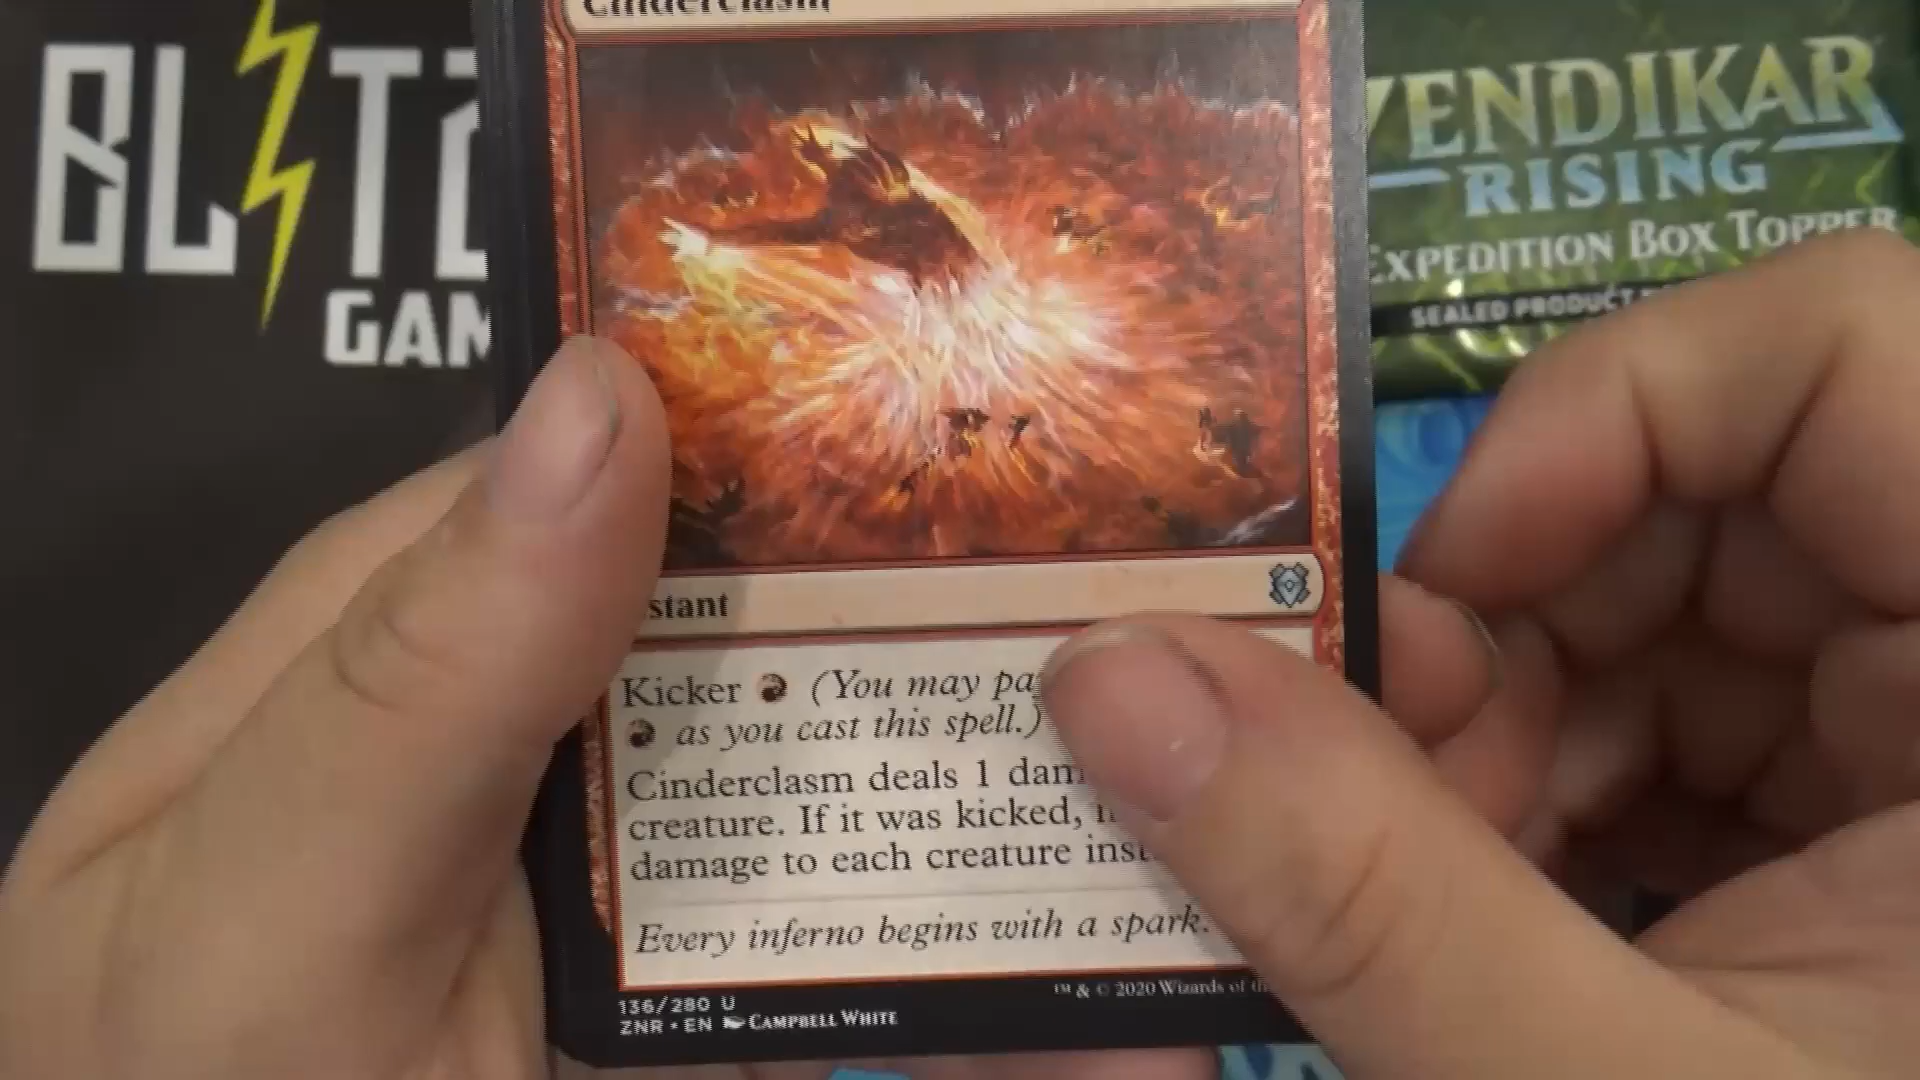 Cinderclasm
BLITZ
GAM
ZENDIKAR
RISING
EXPEDITION BOX TOPPER
SEALED PRODUCT
stant
Kicker (You may pa
as you cast this spell.)
Cinderclasm deals 1 dam
creature. If it was kicked, i
damage to each creature inst
Every inferno begins with a spark.
136/280 U
ZNR • EN CAMPBELL WHITE
™ & © 2020 Wizards of th